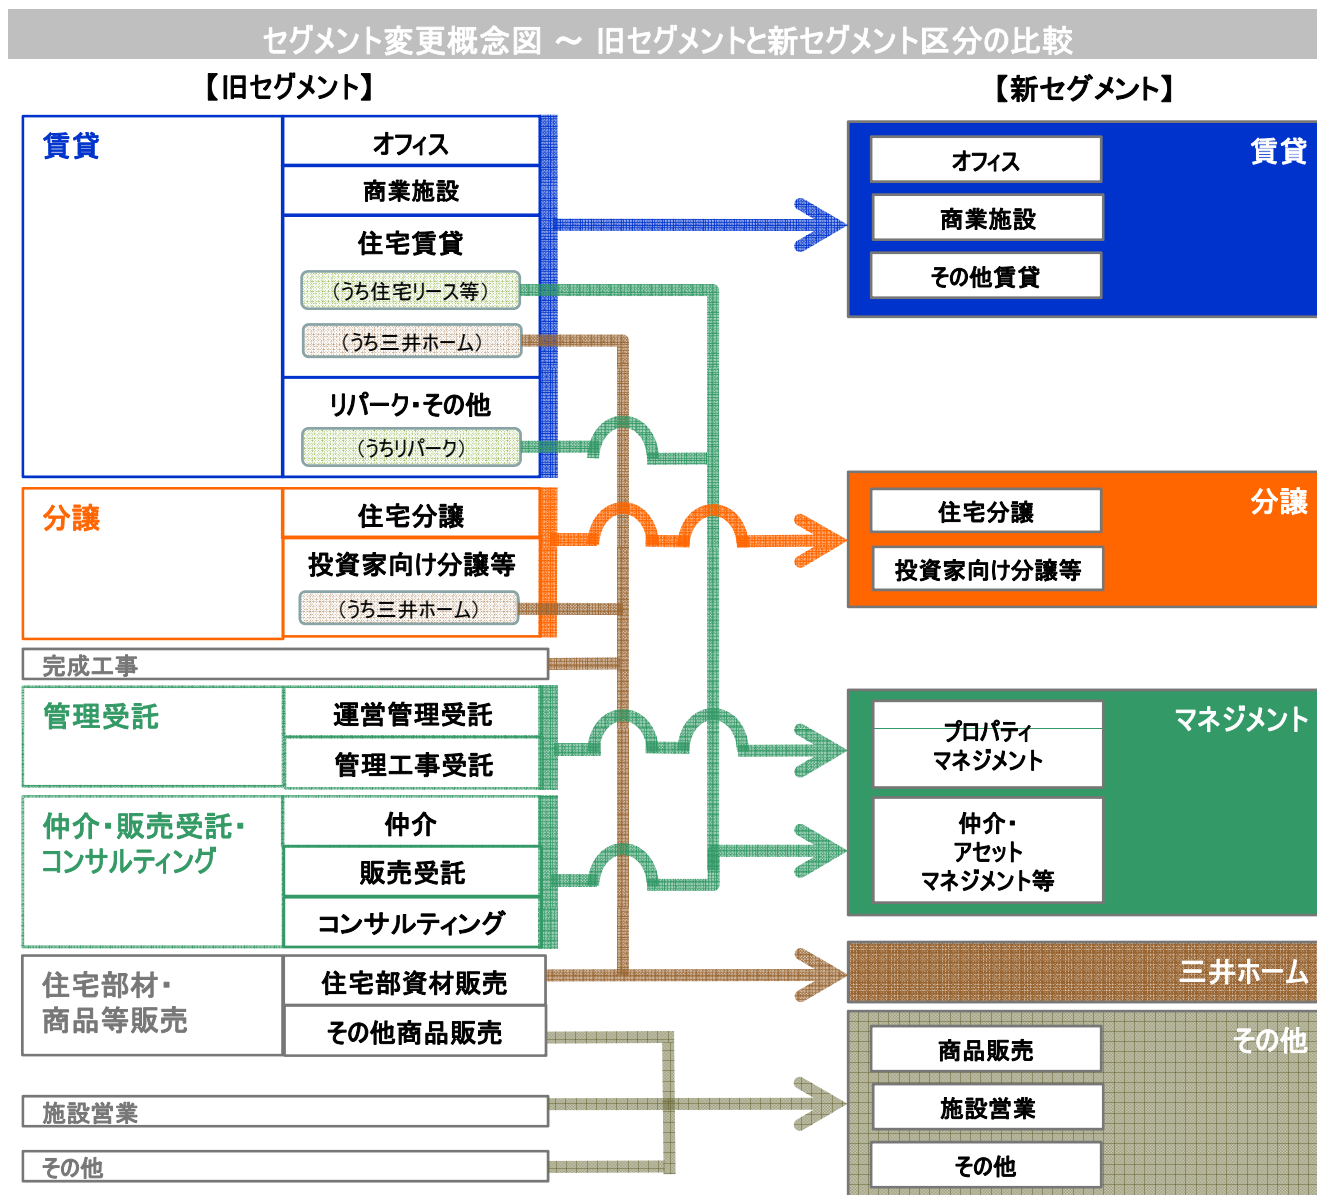 セグメント変更概念図 ～ 旧セグメントと新セグメント区分の比較
【旧セグメント】
賃貸
オフィス
商業施設
住宅賃貸
(うち住宅リース等)
(うち三井ホーム)
リパーク・その他
(うちリパーク)
分譲
住宅分譲
投資家向け分譲等
(うち三井ホーム)
完成工事
管理受託
運営管理受託
管理工事受託
仲介・販売受託・
コンサルティング
仲介
販売受託
コンサルティング
住宅部材・
商品等販売
住宅部資材販売
その他商品販売
施設営業
その他
【新セグメント】
賃貸
オフィス
商業施設
その他賃貸
分譲
住宅分譲
投資家向け分譲等
マネジメント
プロパティ
マネジメント
仲介・
アセット
マネジメント等
三井ホーム
その他
商品販売
施設営業
その他